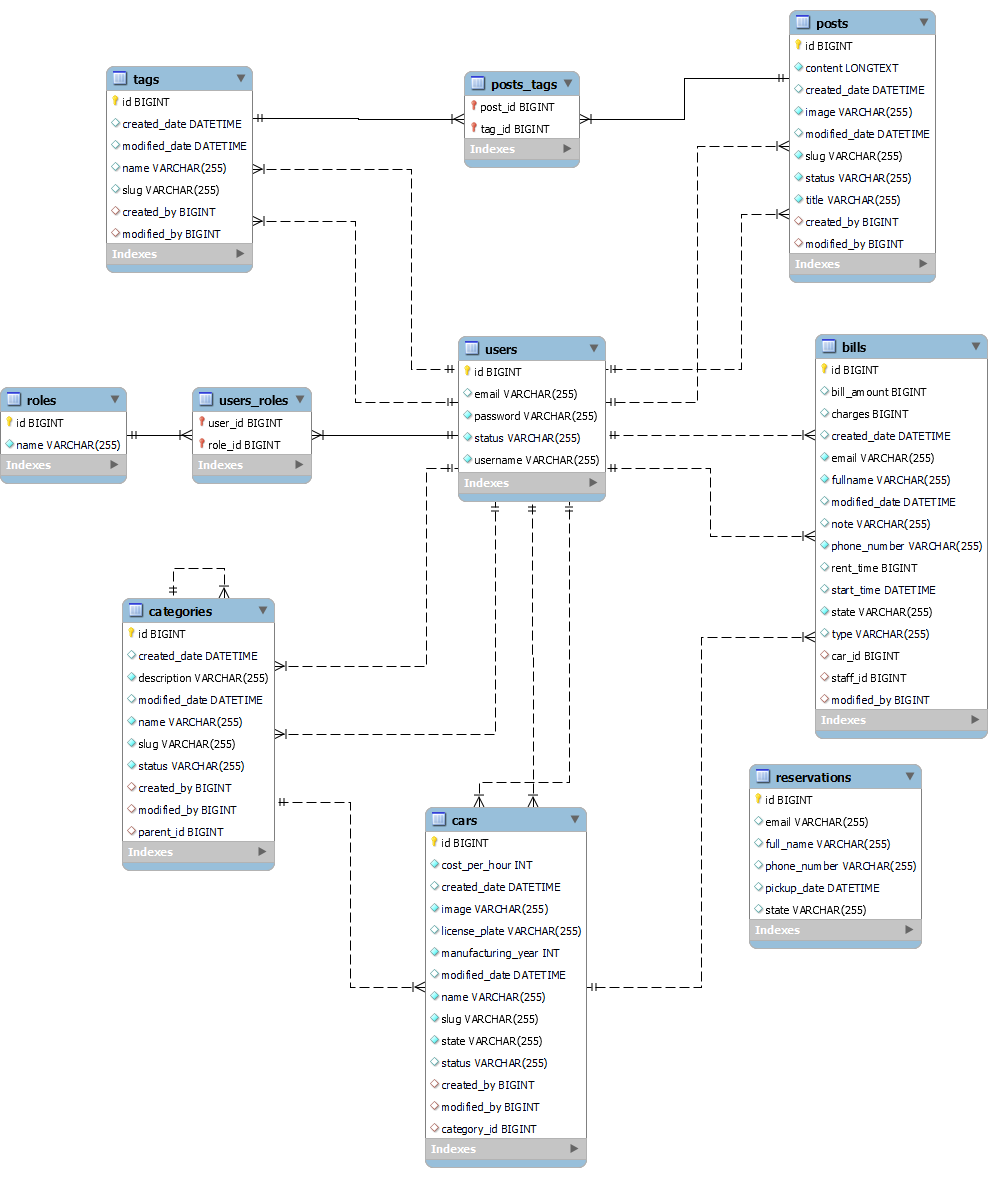 tags
id BIGINT
created_date DATETIME
modified_date DATETIME
name VARCHAR(255)
slug VARCHAR(255)
created_by BIGINT
modified_by BIGINT
Indexes
posts_tags
post_id BIGINT
tag_id BIGINT
Indexes
posts
id BIGINT
content LONGTEXT
created_date DATETIME
image VARCHAR(255)
modified_date DATETIME
slug VARCHAR(255)
status VARCHAR(255)
title VARCHAR(255)
created_by BIGINT
modified_by BIGINT
Indexes
roles
id BIGINT
name VARCHAR(255)
Indexes
users_roles
user_id BIGINT
role_id BIGINT
Indexes
users
id BIGINT
email VARCHAR(255)
password VARCHAR(255)
status VARCHAR(255)
username VARCHAR(255)
Indexes
bills
id BIGINT
bill_amount BIGINT
charges BIGINT
created_date DATETIME
email VARCHAR(255)
fullname VARCHAR(255)
modified_date DATETIME
note VARCHAR(255)
phone_number VARCHAR(255)
rent_time BIGINT
start_time DATETIME
state VARCHAR(255)
type VARCHAR(255)
car_id BIGINT
staff_id BIGINT
modified_by BIGINT
Indexes
categories
id BIGINT
created_date DATETIME
description VARCHAR(255)
modified_date DATETIME
name VARCHAR(255)
slug VARCHAR(255)
status VARCHAR(255)
created_by BIGINT
modified_by BIGINT
parent_id BIGINT
Indexes
cars
id BIGINT
cost_per_hour INT
created_date DATETIME
image VARCHAR(255)
license_plate VARCHAR(255)
manufacturing_year INT
modified_date DATETIME
name VARCHAR(255)
slug VARCHAR(255)
state VARCHAR(255)
status VARCHAR(255)
created_by BIGINT
modified_by BIGINT
category_id BIGINT
Indexes
reservations
id BIGINT
email VARCHAR(255)
full_name VARCHAR(255)
phone_number VARCHAR(255)
pickup_date DATETIME
state VARCHAR(255)
Indexes